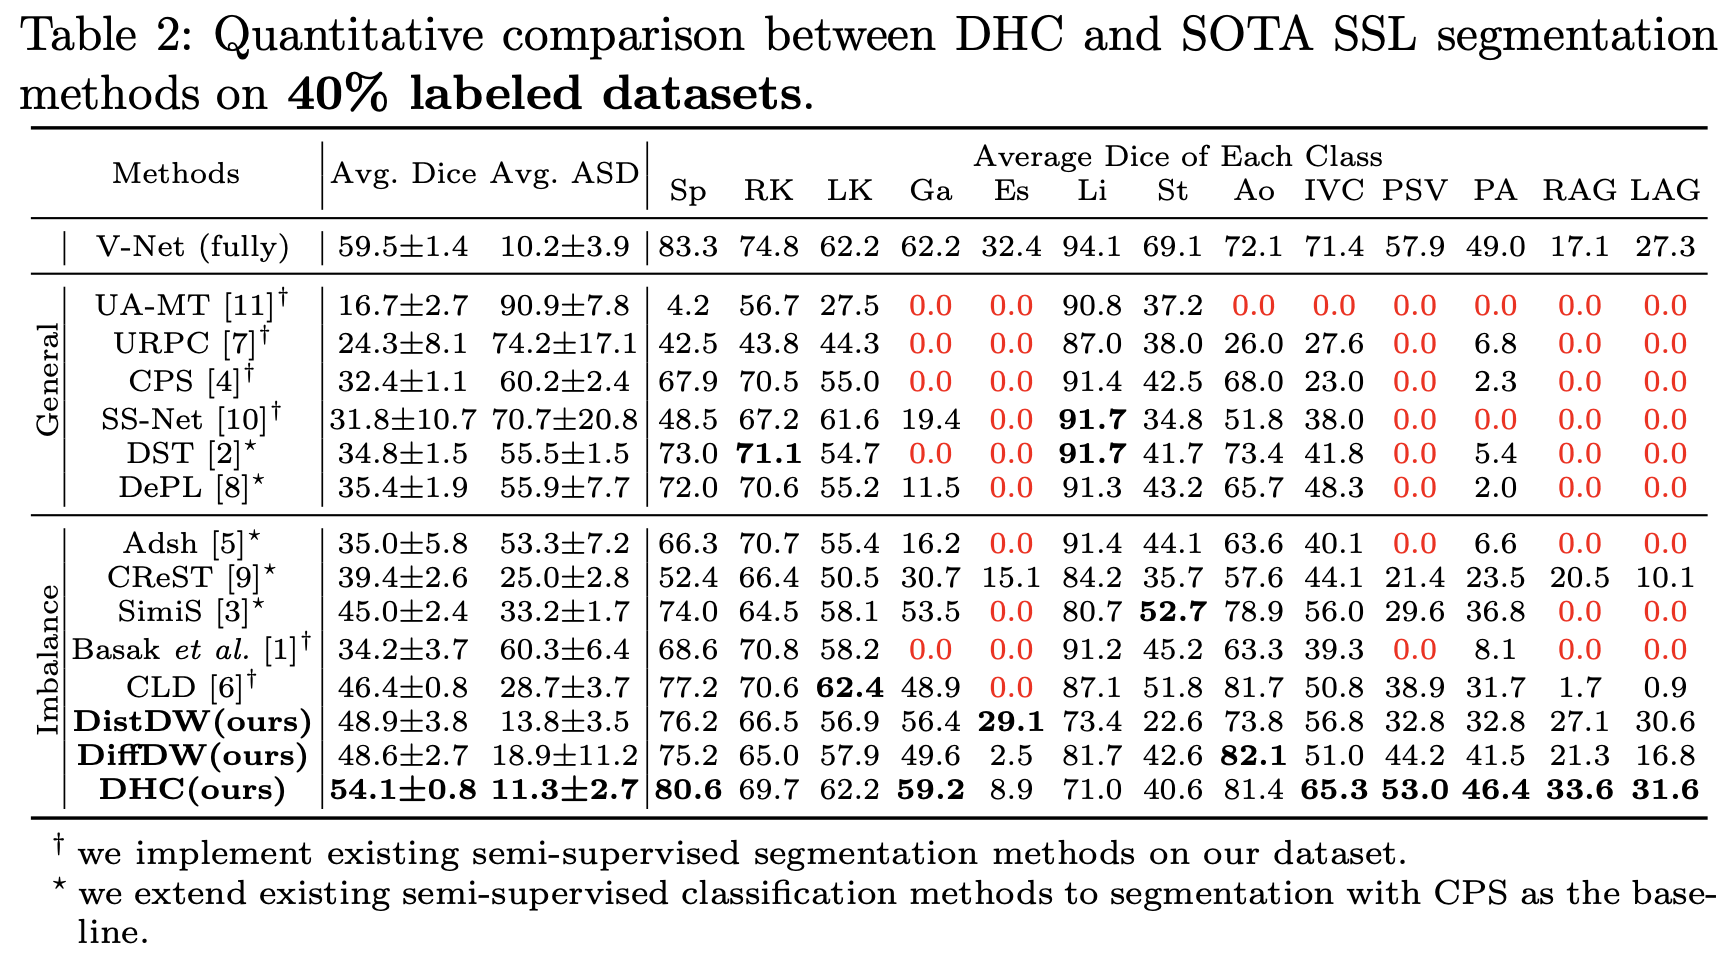 Table 2: Quantitative comparison between DHC and SOTA SSL segmentation
methods on 40% labeled datasets.
Methods Avg. Dice Avg. ASD Average Dice of Each Class
Sp RK LK Ga Es Li St Ao IVC PSV PA RAG LAG
V-Net (fully) 59.5±1.4 10.2±3.9 83.3 74.8 62.2 62.2 32.4 94.1 69.1 72.1 71.4 57.9 49.0 17.1 27.3
General
UA-MT [11]† 16.7±2.7 90.9±7.8 4.2 56.7 27.5 0.0 0.0 90.8 37.2 0.0 0.0 0.0 0.0 0.0 0.0
URPC [7]† 24.3±8.1 74.2±17.1 42.5 43.8 44.3 0.0 0.0 87.0 38.0 26.0 27.6 0.0 6.8 0.0 0.0
CPS [4]† 32.4±1.1 60.2±2.4 67.9 70.5 55.0 0.0 0.0 91.4 42.5 68.0 23.0 0.0 2.3 0.0 0.0
SS-Net [10]† 31.8±10.7 70.7±20.8 48.5 67.2 61.6 19.4 0.0 91.7 34.8 51.8 38.0 0.0 0.0 0.0 0.0
DST [2]⋆ 34.8±1.5 55.5±1.5 73.0 71.1 54.7 0.0 0.0 91.7 41.7 73.4 41.8 0.0 5.4 0.0 0.0
DePL [8]⋆ 35.4±1.9 55.9±7.7 72.0 70.6 55.2 11.5 0.0 91.3 43.2 65.7 48.3 0.0 2.0 0.0 0.0
Imbalance
Adsh [5]⋆ 35.0±5.8 53.3±7.2 66.3 70.7 55.4 16.2 0.0 91.4 44.1 63.6 40.1 0.0 6.6 0.0 0.0
CReST [9]⋆ 39.4±2.6 25.0±2.8 52.4 66.4 50.5 30.7 15.1 84.2 35.7 57.6 44.1 21.4 23.5 20.5 10.1
SimiS [3]⋆ 45.0±2.4 33.2±1.7 74.0 64.5 58.1 53.5 0.0 80.7 52.7 78.9 56.0 29.6 36.8 0.0 0.0
Basak et al. [1]† 34.2±3.7 60.3±6.4 68.6 70.8 58.2 0.0 0.0 91.2 45.2 63.3 39.3 0.0 8.1 0.0 0.0
CLD [6]† 46.4±0.8 28.7±3.7 77.2 70.6 62.4 48.9 0.0 87.1 51.8 81.7 50.8 38.9 31.7 1.7 0.9
DistDW(ours) 48.9±3.8 13.8±3.5 76.2 66.5 56.9 56.4 29.1 73.4 22.6 73.8 56.8 32.8 32.8 27.1 30.6
DiffDW(ours) 48.6±2.7 18.9±11.2 75.2 65.0 57.9 49.6 2.5 81.7 42.6 82.1 51.0 44.2 41.5 21.3 16.8
DHC(ours) 54.1±0.8 11.3±2.7 80.6 69.7 62.2 59.2 8.9 71.0 40.6 81.4 65.3 53.0 46.4 33.6 31.6
† we implement existing semi-supervised segmentation methods on our dataset.
⋆ we extend existing semi-supervised classification methods to segmentation with CPS as the base-
line.